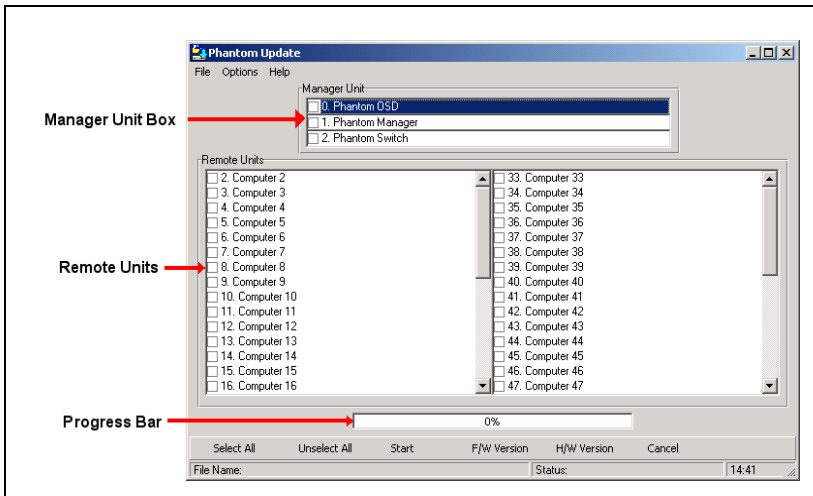 Phantom Update
File Options Help
Manager Unit
Manager Unit Box
0. Phantom OSD
1. Phantom Manager
2. Phantom Switch
Remote Units
2. Computer 2
3. Computer 3
4. Computer 4
5. Computer 5
6. Computer 6
7. Computer 7
8. Computer 8
9. Computer 9
10. Computer 10
11. Computer 11
12. Computer 12
13. Computer 13
14. Computer 14
15. Computer 15
16. Computer 16
33. Computer 33
34. Computer 34
35. Computer 35
36. Computer 36
37. Computer 37
38. Computer 38
39. Computer 39
40. Computer 40
41. Computer 41
42. Computer 42
43. Computer 43
44. Computer 44
45. Computer 45
46. Computer 46
47. Computer 47
Remote Units
Progress Bar
0%
Select All Unselect All Start F/W Version H/W Version Cancel
File Name: Status: 14:41